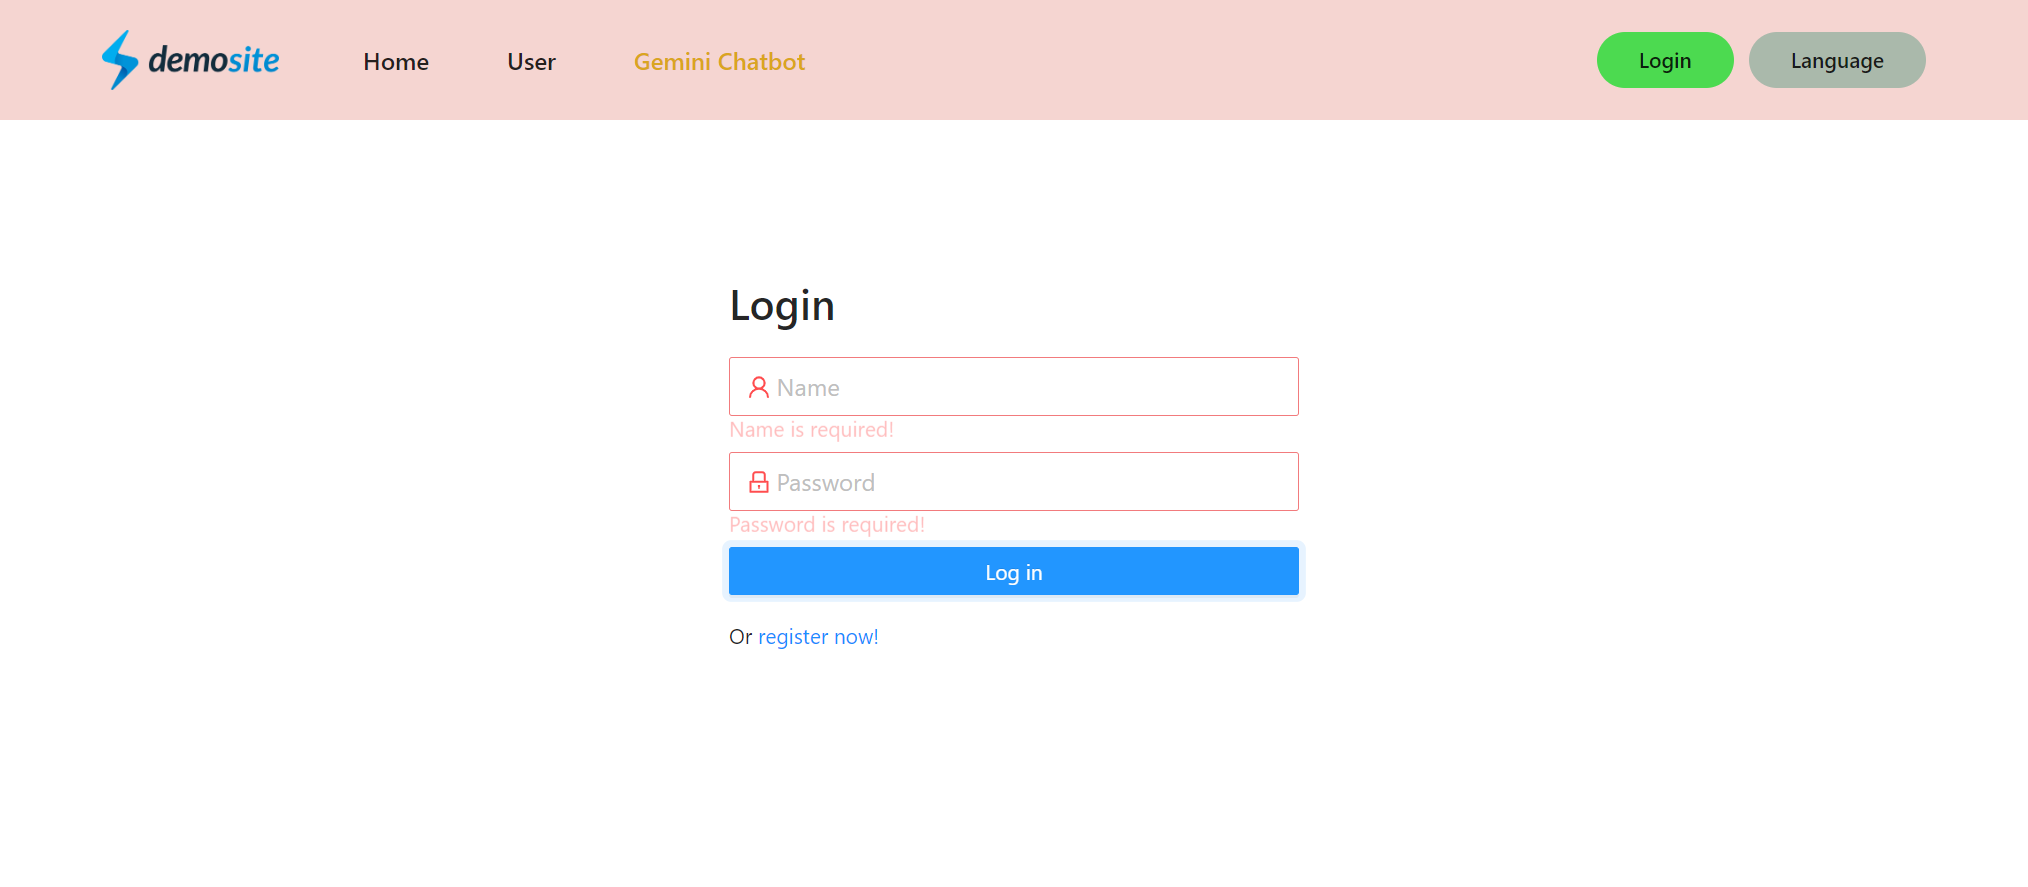 demosite Home User Gemini Chatbot Login Language
Login
Name
Name is required!
Password
Password is required!
Log in
Or register now!